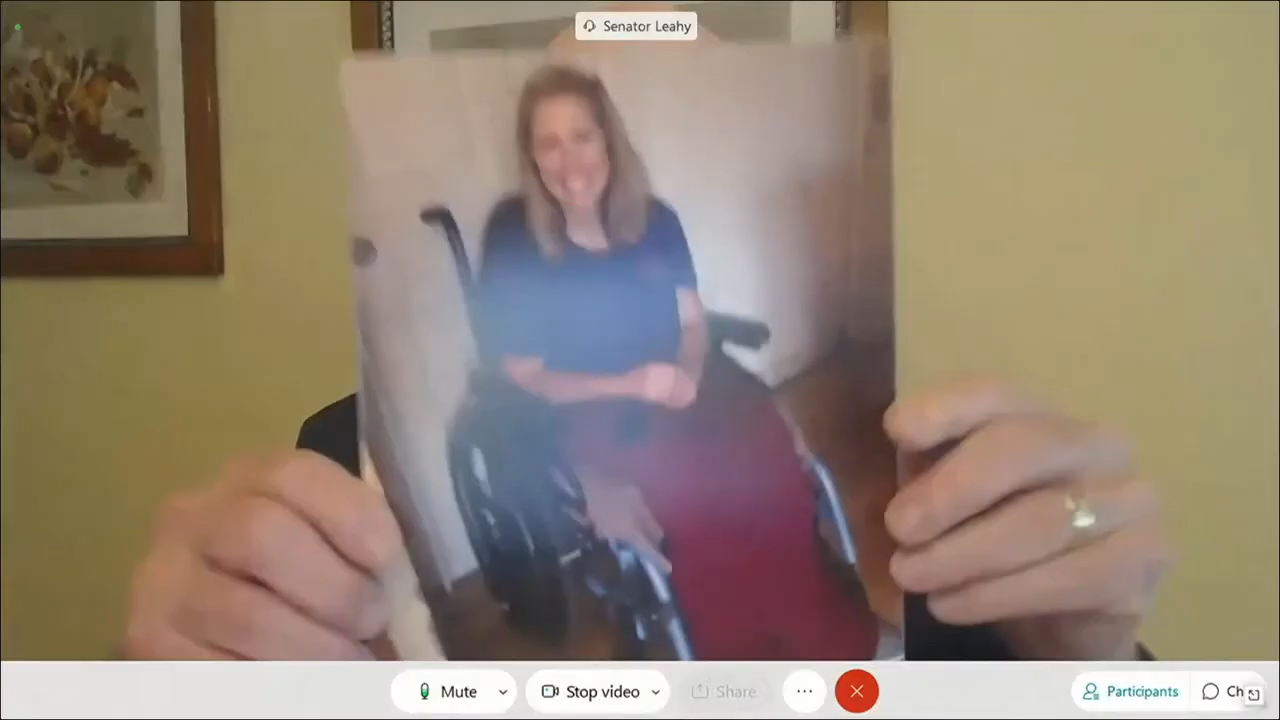 Senator Leahy
Mute
Stop video
Share
Participants
Ch